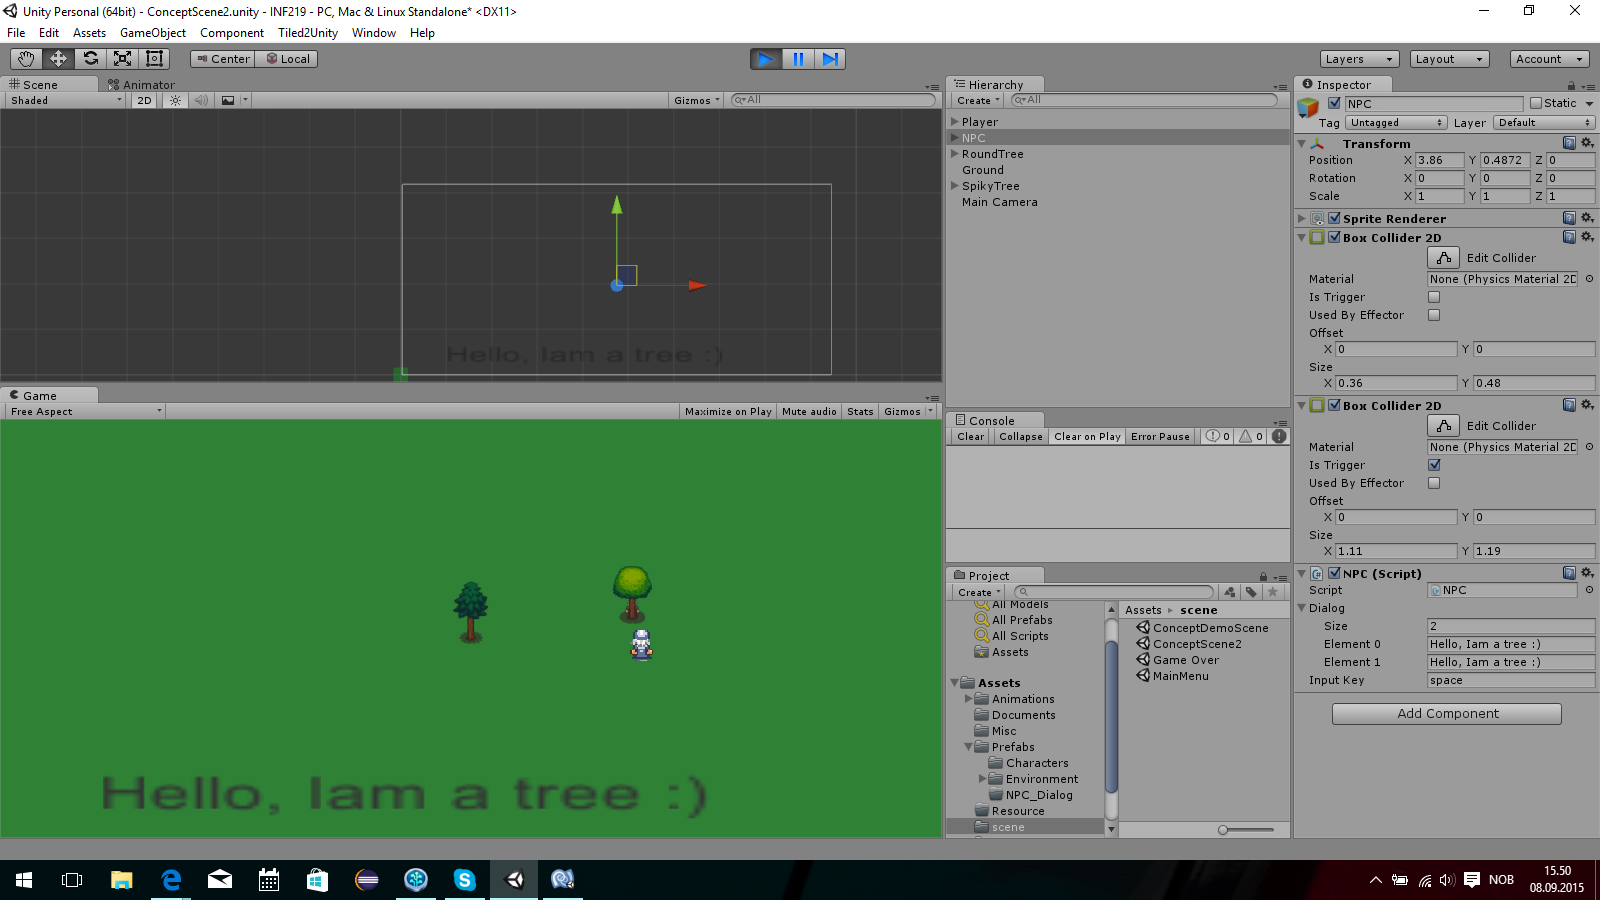 Unity Personal (64bit) - ConceptScene2.unity - INF219 - PC, Mac & Linux Standalone* <DX11>
File Edit Assets GameObject Component Tiled2Unity Window Help
Center Local
Layers Layout Account
Scene Animator
Shaded 2D Gizmos All
Hello, Iam a tree :)
Game
Free Aspect Maximize on Play Mute audio Stats Gizmos
Hello, Iam a tree :)
Hierarchy
Create All
Player
NPC
RoundTree
Ground
SpikyTree
Main Camera
Console
Clear Collapse Clear on Play Error Pause 0 0
Project
Create
All Models
All Prefabs
All Scripts
Assets
Assets
Animations
Documents
Misc
Prefabs
Characters
Environment
NPC_Dialog
Resource
scene
Assets scene
ConceptDemoScene
ConceptScene2
Game Over
MainMenu
Inspector
NPC Static
Tag Untagged Layer Default
Transform
Position X 3.86 Y 0.4872 Z 0
Rotation X 0 Y 0 Z 0
Scale X 1 Y 1 Z 1
Sprite Renderer
Box Collider 2D
Edit Collider
Material None (Physics Material 2D
Is Trigger
Used By Effector
Offset
X 0 Y 0
Size
X 0.36 Y 0.48
Box Collider 2D
Edit Collider
Material None (Physics Material 2D
Is Trigger
Used By Effector
Offset
X 0 Y 0
Size
X 1.11 Y 1.19
NPC (Script)
Script NPC
Dialog
Size 2
Element 0 Hello, Iam a tree :)
Element 1 Hello, Iam a tree :)
Input Key space
Add Component
NOB
15.50
08.09.2015